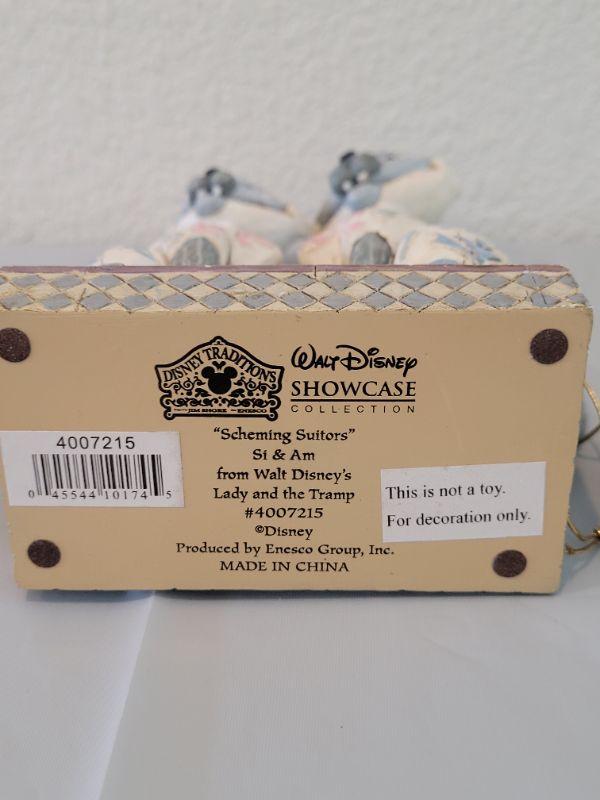 DISNEY TRADITIONS
JIM SHORE ENESCO
WALT DISNEY
SHOWCASE
COLLECTION
"Scheming Suitors"
Si & Am
from Walt Disney's
Lady and the Tramp
#4007215
©Disney
Produced by Enesco Group, Inc.
MADE IN CHINA
4007215
0 45544 10174 5
This is not a toy.
For decoration only.